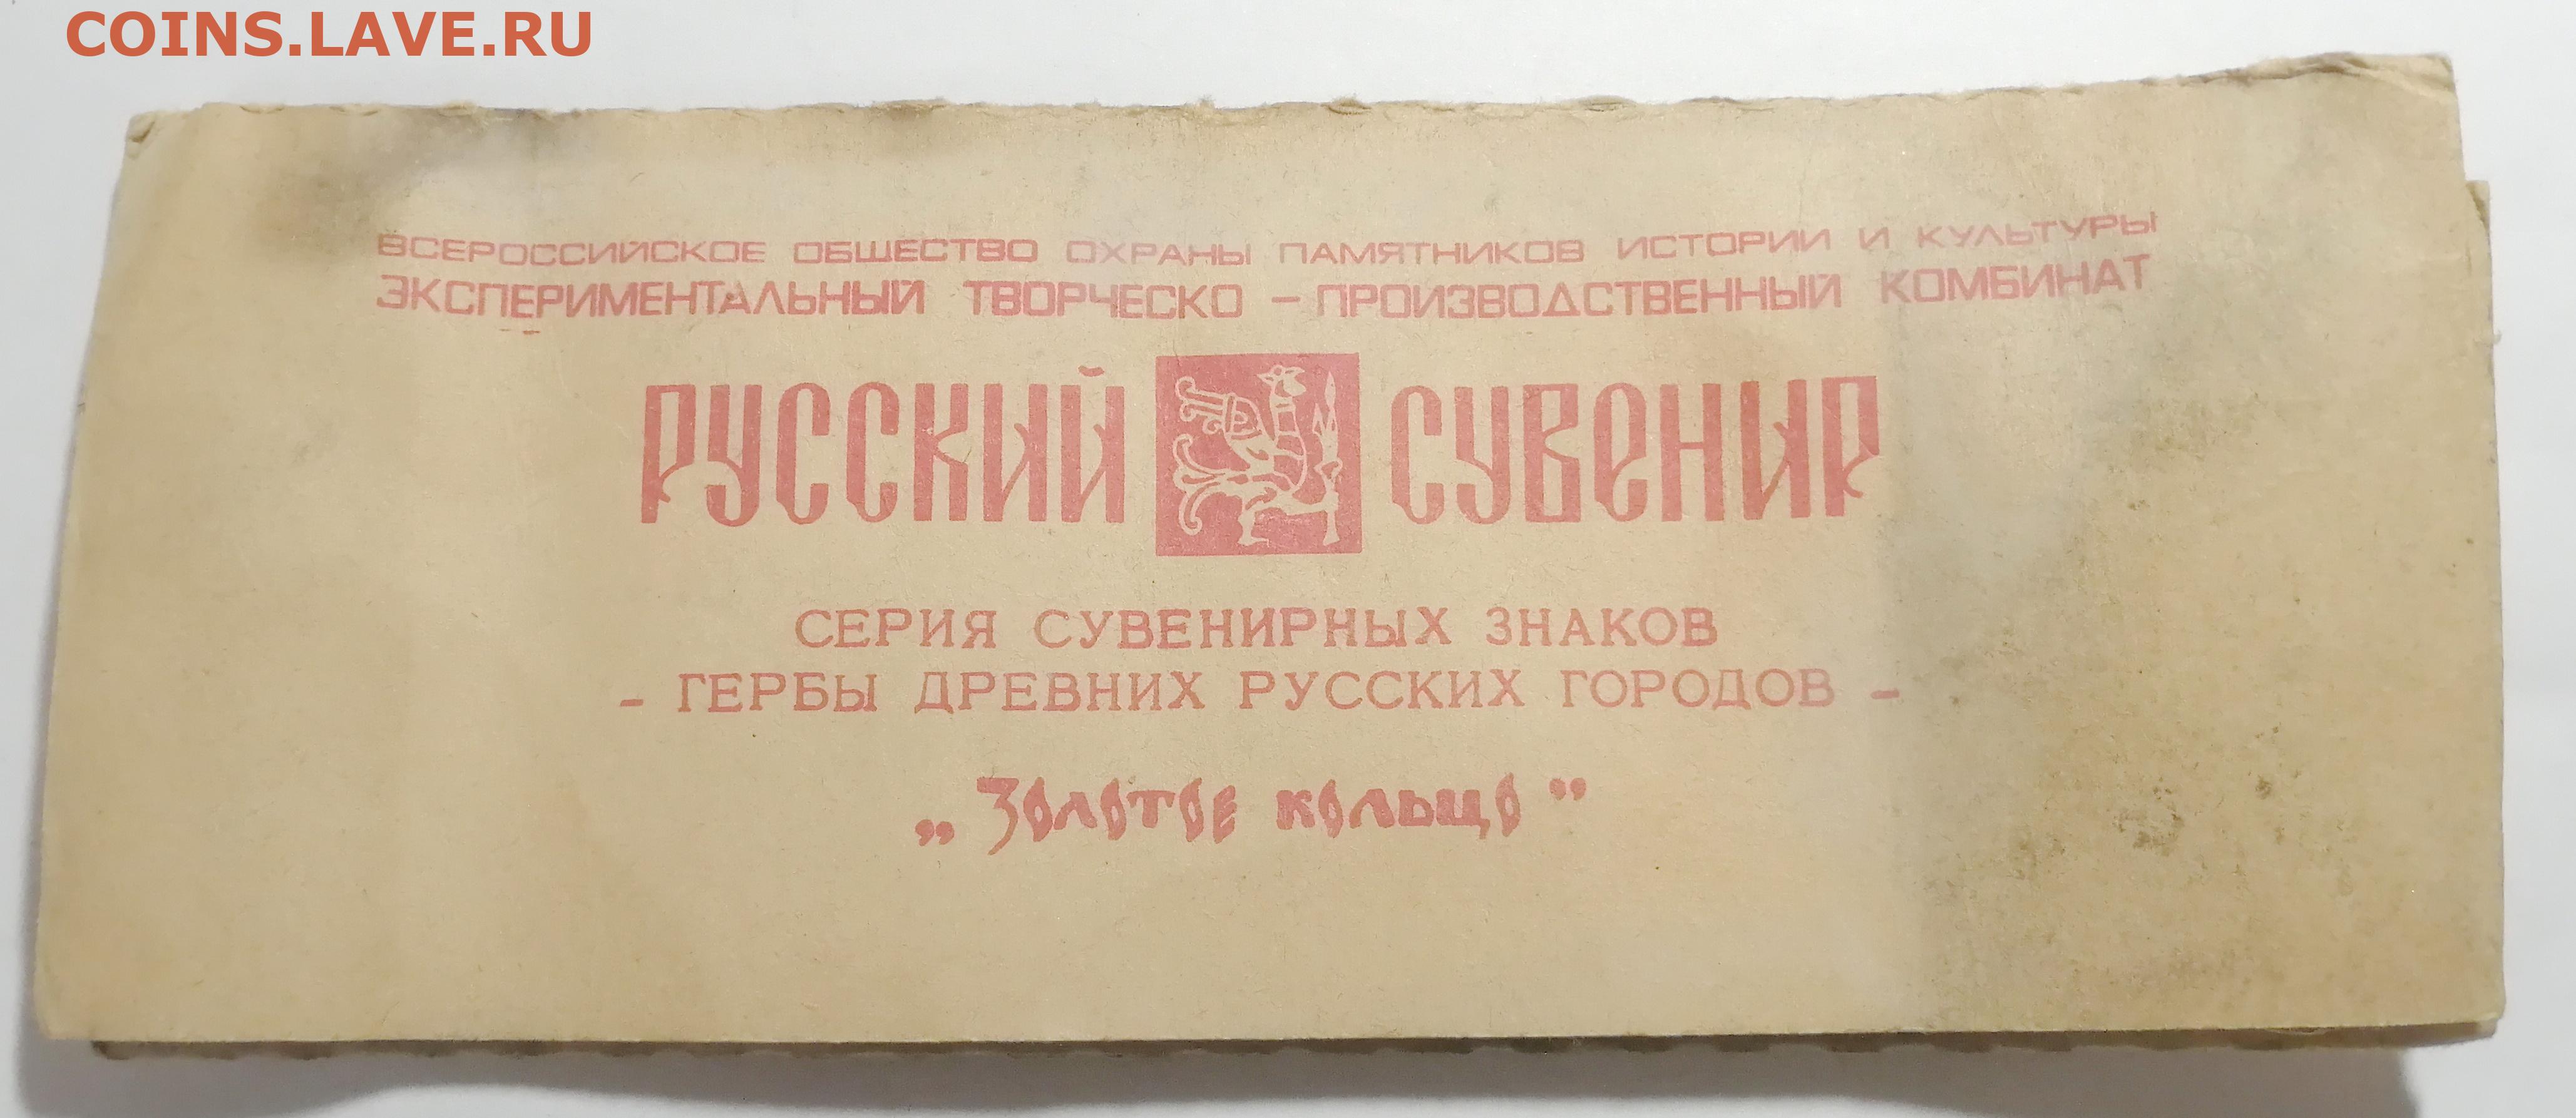 COINS.LAVE.RU
ВСЕРОССИЙСКОЕ ОБЩЕСТВО ОХРАНЫ ПАМЯТНИКОВ ИСТОРИИ И КУЛЬТУРЫ
ЭКСПЕРИМЕНТАЛЬНЫЙ ТВОРЧЕСКО – ПРОИЗВОДСТВЕННЫЙ КОМБИНАТ
РУССКИЙ СУВЕНИР
СЕРИЯ СУВЕНИРНЫХ ЗНАКОВ
– ГЕРБЫ ДРЕВНИХ РУССКИХ ГОРОДОВ –
„Золотое кольцо”